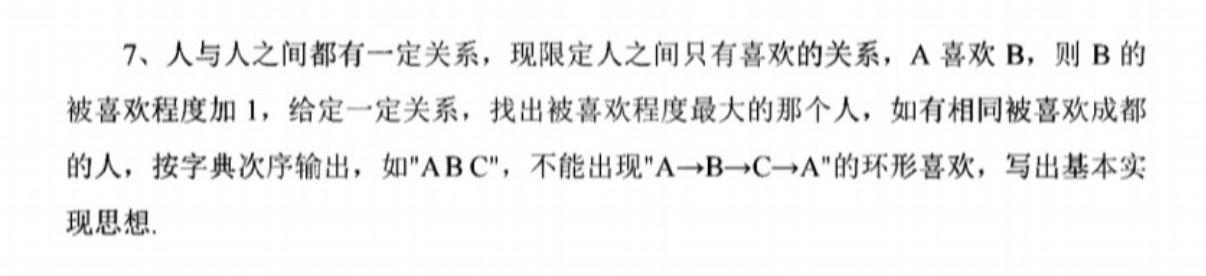 7、人与人之间都有一定关系，现限定人之间只有喜欢的关系，A 喜欢 B，则 B 的
被喜欢程度加 1，给定一定关系，找出被喜欢程度最大的那个人，如有相同被喜欢成都
的人，按字典次序输出，如"A B C"，不能出现"A→B→C→A"的环形喜欢，写出基本实
现思想.